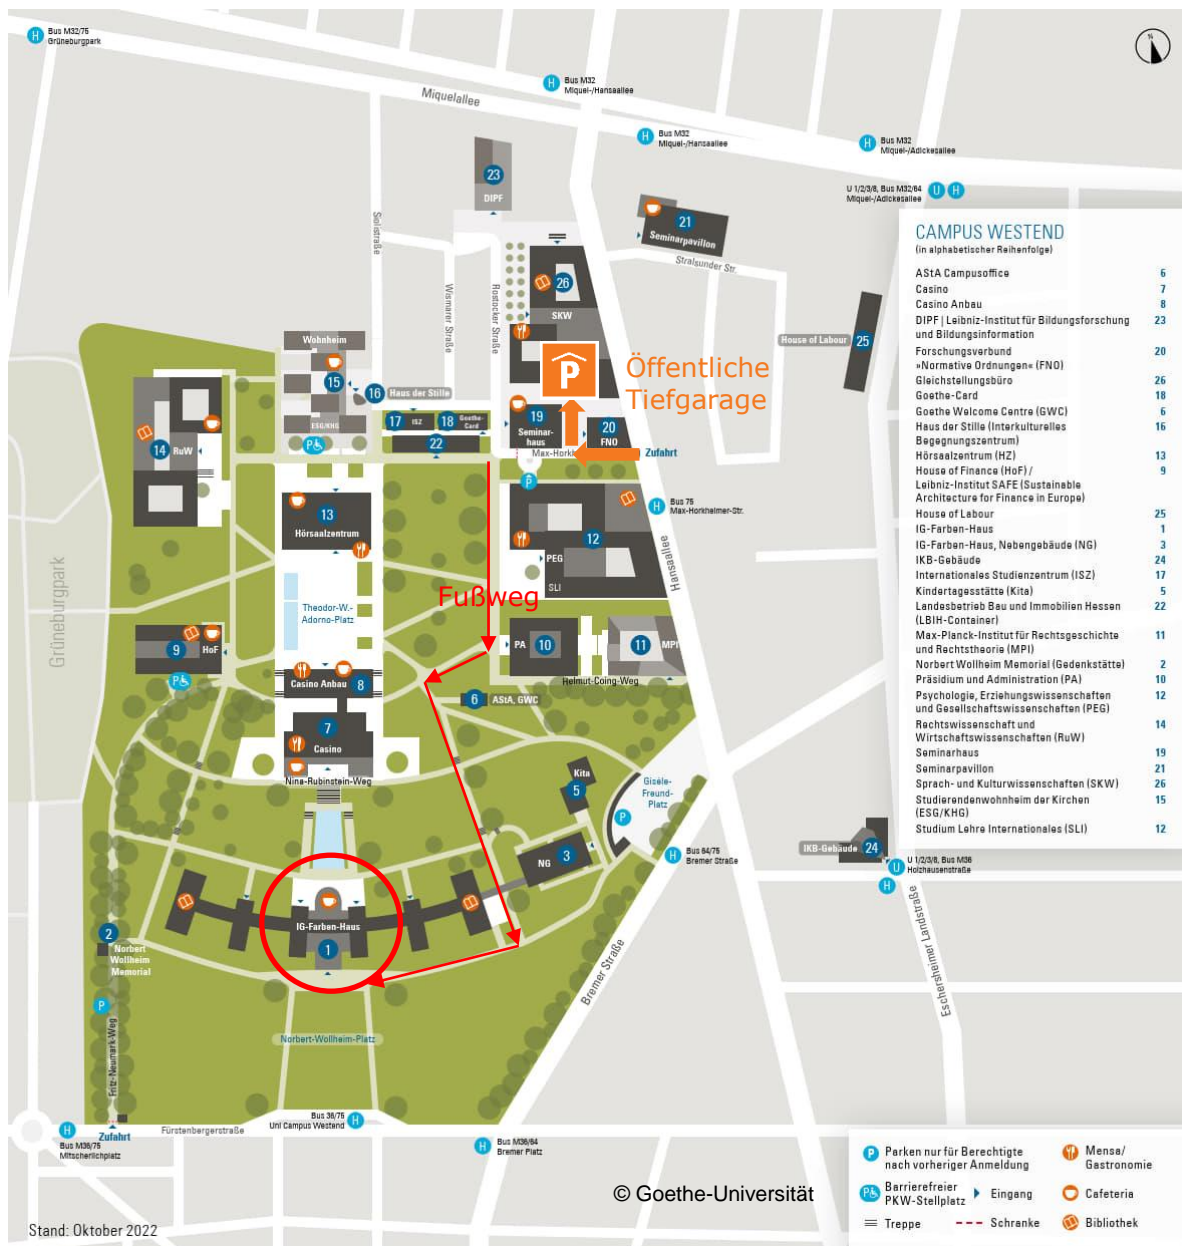 Bus M32/75
Grüneburgpark
H
N
H
Bus M32
Miquel-/Hansaallee
Miquelallee
H
Bus M32
Miquel-/Hansaallee
H
Bus M32
Miquel-/Adickesallee
U 1/2/3/8, Bus M32/64
Miquel-/Adickesallee
U
H
23
DIPF
21
Seminarpavillon
Stralsunder Str.
Siolistraße
Wismarer Straße
Rostocker Straße
26
SKW
House of Labour
25
P
Öffentliche
Tiefgarage
Wohnheim
15
16
Haus der Stille
ESG/KHG
P
17
ISZ
18
Goethe-
Card
22
19
Seminar-
haus
20
FNO
Max-Horkh
Zufahrt
P
14
RuW
13
Hörsaalzentrum
H
Bus 75
Max-Horkheimer-Str.
12
PEG
SLI
Hansaallee
Grüneburgpark
Theodor-W.-
Adorno-Platz
Fußweg
9
HoF
P
PA
10
11
MPI
Helmut-Coing-Weg
Casino Anbau
8
6
AStA, GWC
7
Casino
Nina-Rubinstein-Weg
Kita
5
Gisèle-
Freund-
Platz
P
NG
3
H
Bus 64/75
Bremer Straße
IKB-Gebäude
24
U 1/2/3/8, Bus M36
Holzhausenstraße
U
H
IG-Farben-Haus
1
2
Norbert
Wollheim
Memorial
P
Fritz-Neumark-Weg
Bremer Straße
Eschersheimer Landstraße
Norbert-Wollheim-Platz
Bus 36/75
Uni Campus Westend
H
H
Zufahrt
Bus M36/75
Mitscherlichplatz
Fürstenbergerstraße
H
Bus M36/64
Bremer Platz
CAMPUS WESTEND
(in alphabetischer Reihenfolge)
AStA Campusoffice 6
Casino 7
Casino Anbau 8
DIPF | Leibniz-Institut für Bildungsforschung 23
und Bildungsinformation
Forschungsverbund 20
»Normative Ordnungen« (FNO)
Gleichstellungsbüro 26
Goethe-Card 18
Goethe Welcome Centre (GWC) 6
Haus der Stille (Interkulturelles 16
Begegnungszentrum)
Hörsaalzentrum (HZ) 13
House of Finance (HoF) / 9
Leibniz-Institut SAFE (Sustainable
Architecture for Finance in Europe)
House of Labour 25
IG-Farben-Haus 1
IG-Farben-Haus, Nebengebäude (NG) 3
IKB-Gebäude 24
Internationales Studienzentrum (ISZ) 17
Kindertagesstätte (Kita) 5
Landesbetrieb Bau und Immobilien Hessen 22
(LBIH-Container)
Max-Planck-Institut für Rechtsgeschichte 11
und Rechtstheorie (MPI)
Norbert Wollheim Memorial (Gedenkstätte) 2
Präsidium und Administration (PA) 10
Psychologie, Erziehungswissenschaften 12
und Gesellschaftswissenschaften (PEG)
Rechtswissenschaft und 14
Wirtschaftswissenschaften (RuW)
Seminarhaus 19
Seminarpavillon 21
Sprach- und Kulturwissenschaften (SKW) 26
Studierendenwohnheim der Kirchen 15
(ESG/KHG)
Studium Lehre Internationales (SLI) 12
P Parken nur für Berechtigte
nach vorheriger Anmeldung
Mensa/
Gastronomie
P Barrierefreier
PKW-Stellplatz
Eingang
Cafeteria
Treppe
Schranke
Bibliothek
© Goethe-Universität
Stand: Oktober 2022